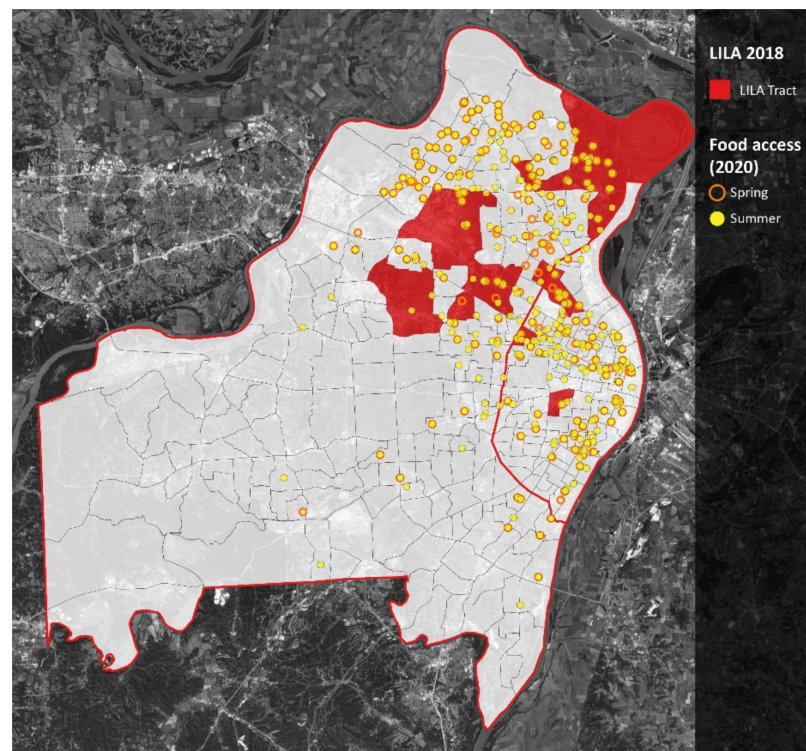 LILA 2018
LILA Tract
Food access
(2020)
Spring
Summer